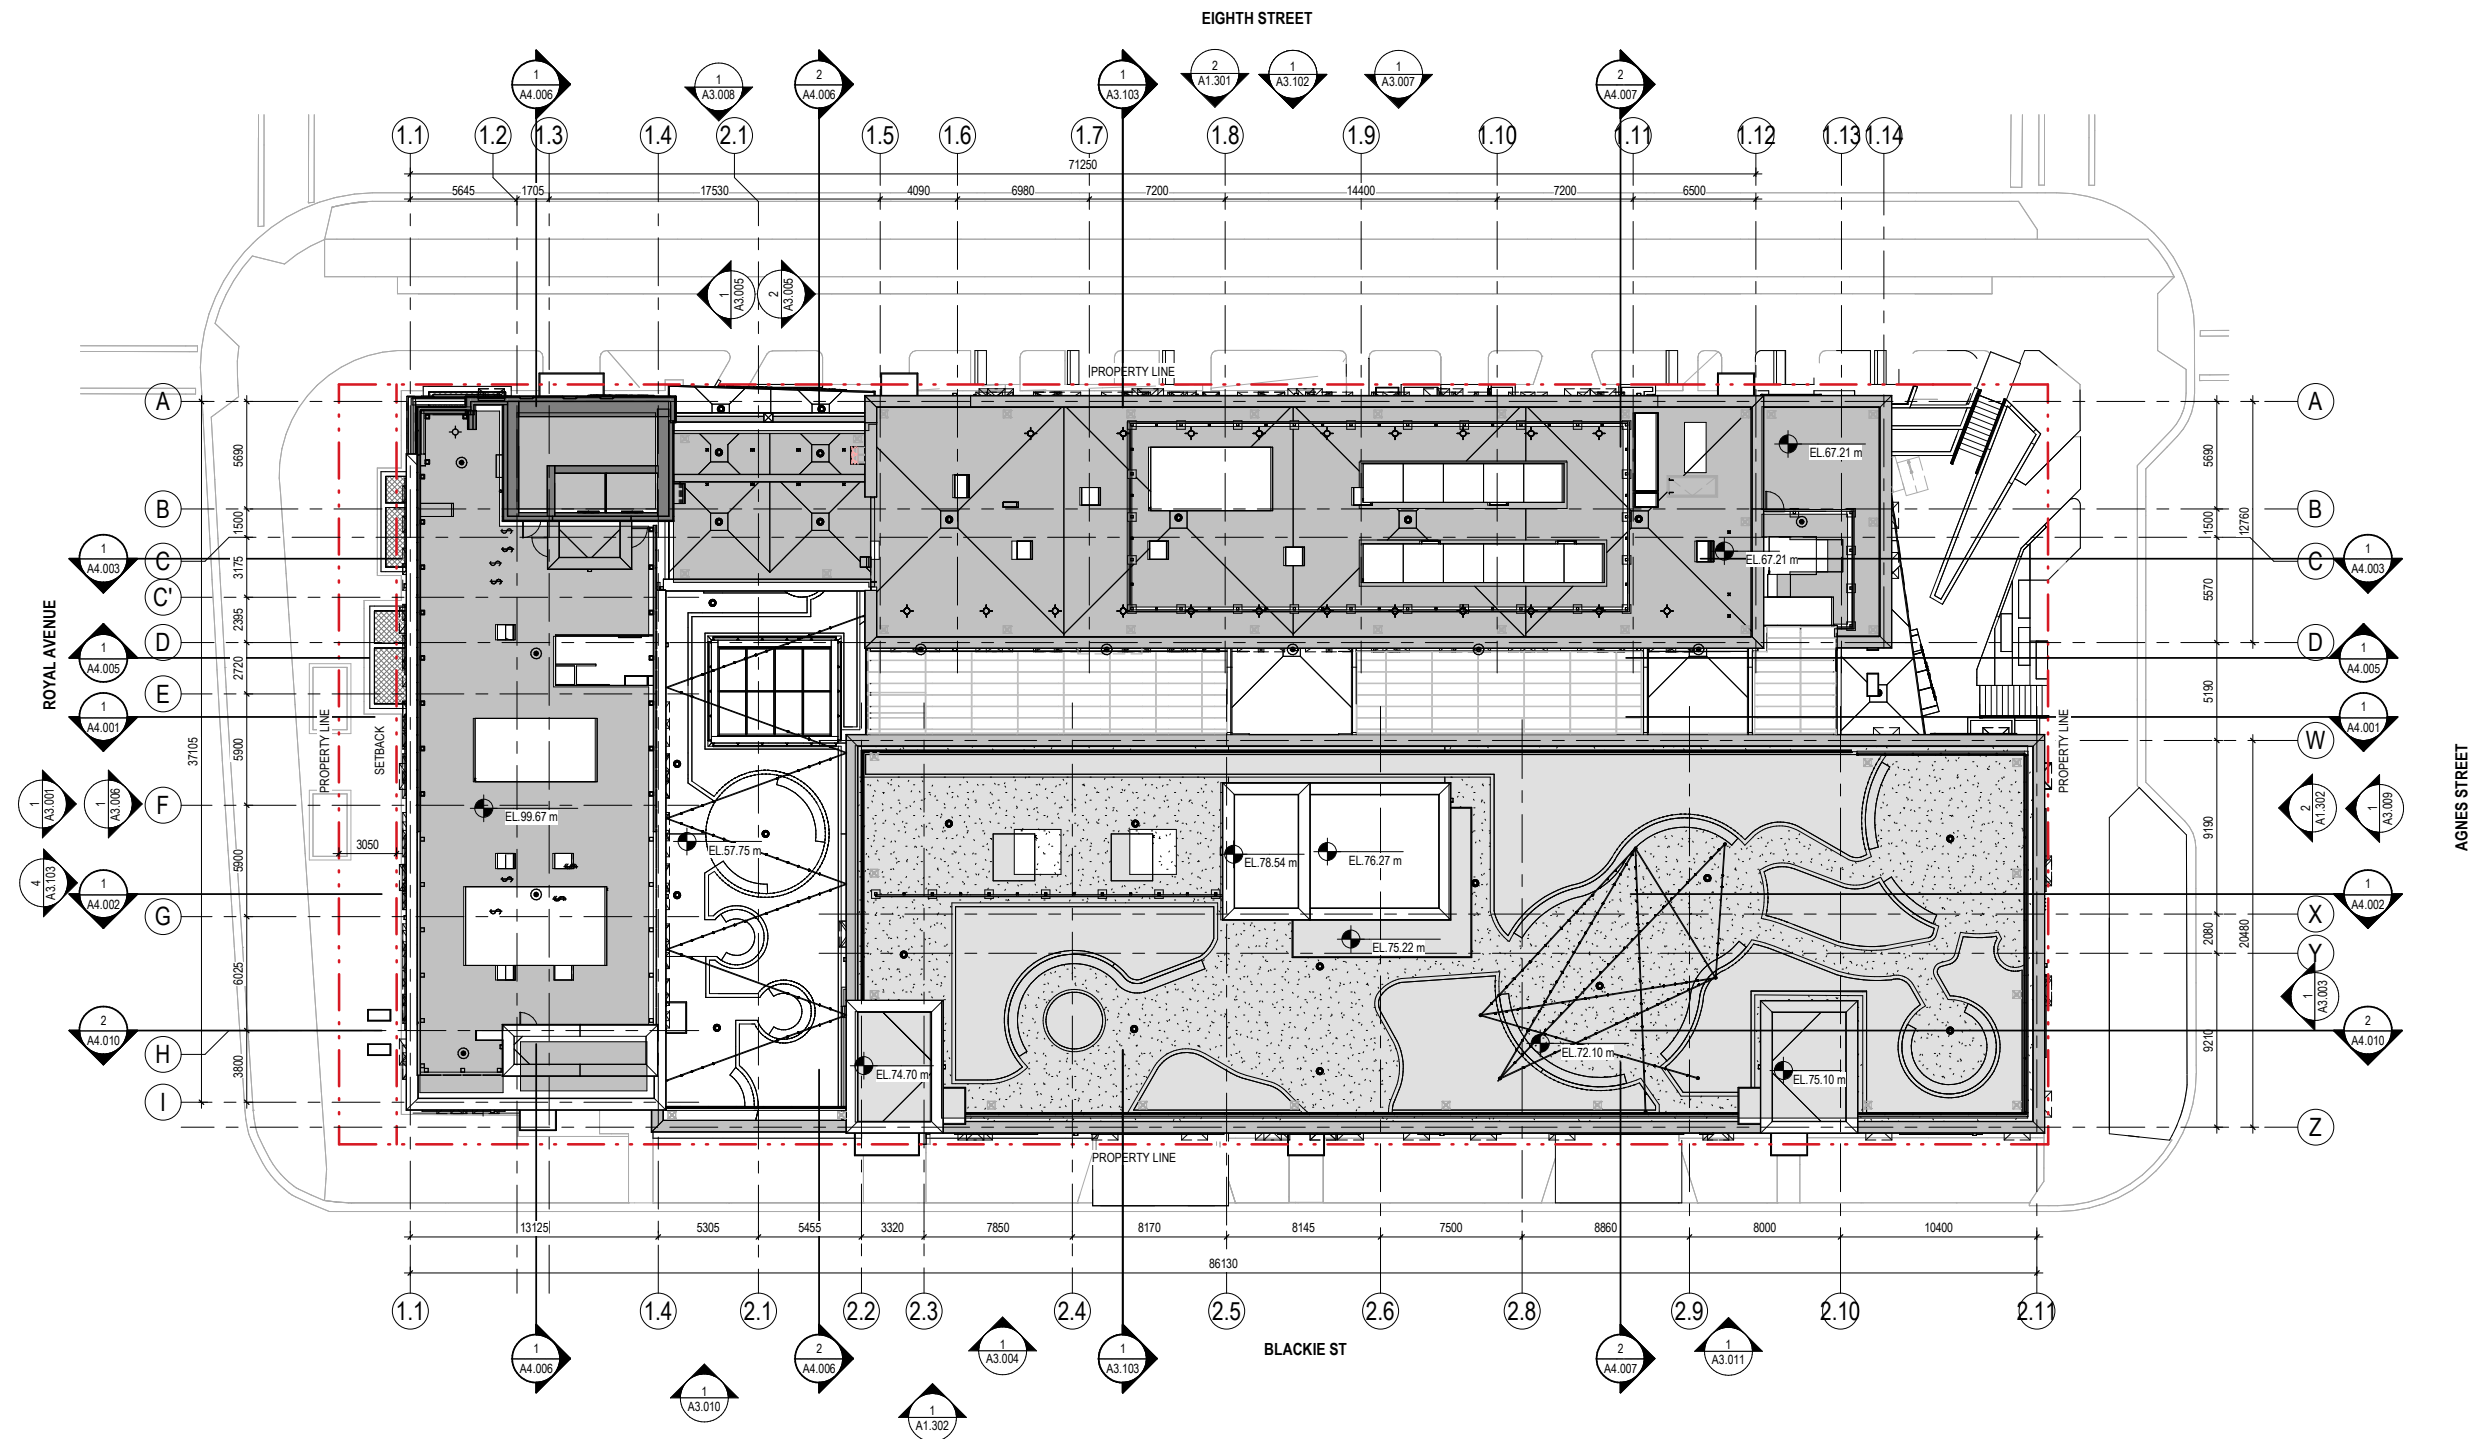 EIGHTH STREET
1
A4.006
1
A3.008
2
A4.006
1
A3.103
2
A1.301
1
A3.102
1
A3.007
2
A4.007
1.1
1.2
1.3
1.4
2.1
1.5
1.6
1.7
1.8
1.9
1.10
1.11
1.12
1.13
1.14
71250
5645
1705
17530
4090
6980
7200
14400
7200
6500
1
A3.005
2
A3.005
PROPERTY LINE
A
B
C
C'
D
E
F
G
H
I
5690
1500
3175
2395
2720
5900
5900
6025
3800
37105
ROYAL AVENUE
1
A4.003
1
A4.005
1
A4.001
1
A3.001
1
A3.006
4
A3.103
1
A4.002
2
A4.010
PROPERTY LINE
SETBACK
3050
EL.67.21 m
EL.67.21 m
EL.99.67 m
EL.57.75 m
EL.78.54 m
EL.76.27 m
EL.75.22 m
EL.72.10 m
EL.74.70 m
EL.75.10 m
A
B
C
D
W
X
Y
Z
5690
1500
5570
5190
9190
2080
9210
12760
20480
PROPERTY LINE
1
A4.003
1
A4.005
1
A4.001
2
A1.302
1
A3.009
1
A4.002
1
A3.003
2
A4.010
AGNES STREET
PROPERTY LINE
13125
5305
5455
3320
7850
8170
8145
7500
8860
8000
10400
86130
1.1
1.4
2.1
2.2
2.3
2.4
2.5
2.6
2.8
2.9
2.10
2.11
1
A4.006
1
A3.010
2
A4.006
1
A1.302
1
A3.004
1
A3.103
BLACKIE ST
2
A4.007
1
A3.011